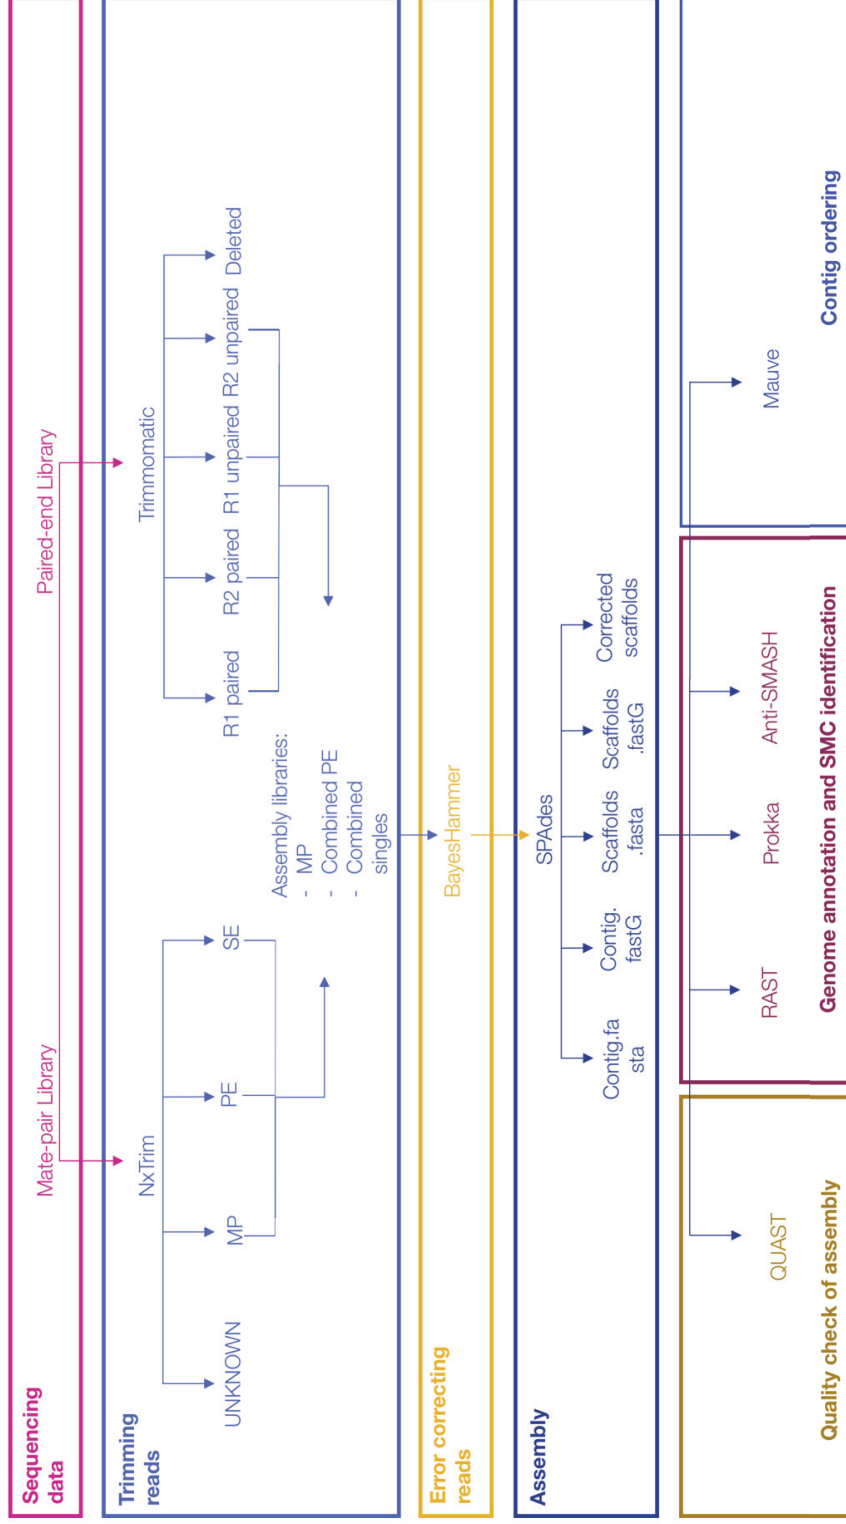 Sequencing
data
Mate-pair Library
Paired-end Library
Trimming
reads
NxTrim
Trimmomatic
UNKNOWN
MP
PE
SE
R1 paired
R2 paired
R1 unpaired
R2 unpaired
Deleted
Assembly libraries:
- MP
- Combined PE
- Combined
singles
Error correcting
reads
BayesHammer
Assembly
SPAdes
Contig.fa
sta
Contig.
fastG
Scaffolds
.fasta
Scaffolds
.fastG
Corrected
scaffolds
QUAST
RAST
Prokka
Anti-SMASH
Mauve
Quality check of assembly
Genome annotation and SMC identification
Contig ordering